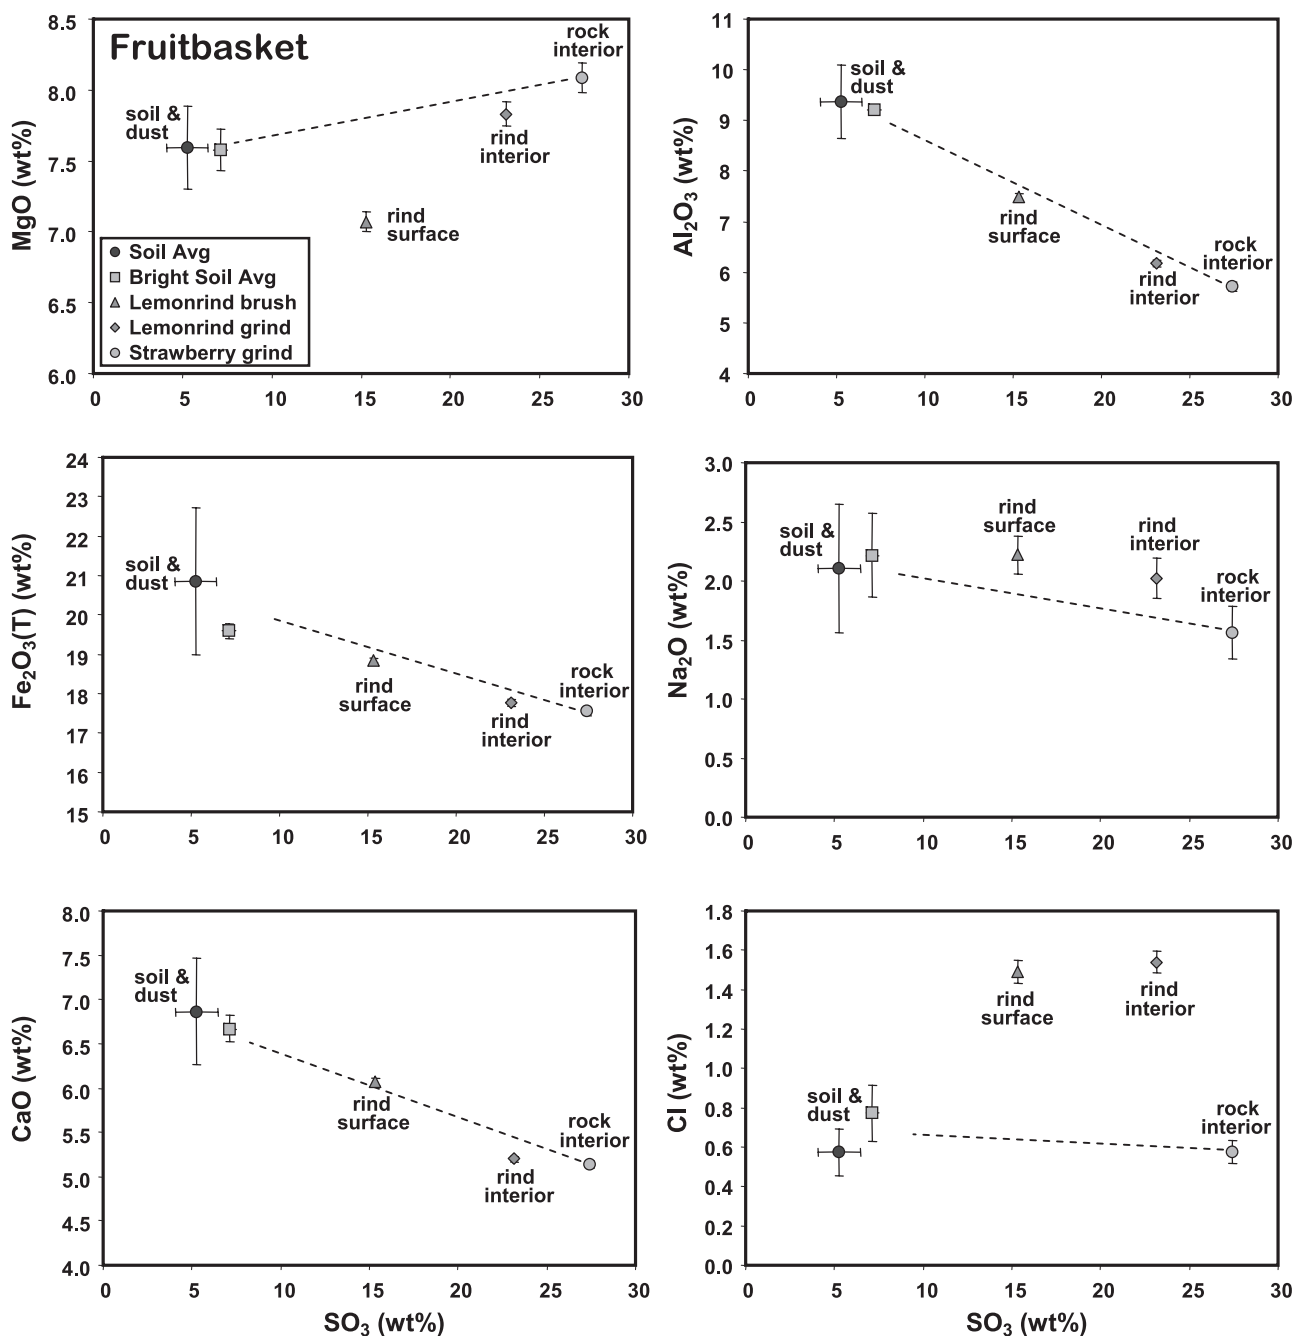 Fruitbasket
MgO (wt%)
8.5
8.0
7.5
7.0
6.5
6.0
soil &
dust
rock
interior
rind
interior
rind
surface
Soil Avg
Bright Soil Avg
Lemonrind brush
Lemonrind grind
Strawberry grind
0 5 10 15 20 25 30
Al₂O₃ (wt%)
11
10
9
8
7
6
5
4
soil &
dust
rind
surface
rock
interior
rind
interior
0 5 10 15 20 25 30
Fe₂O₃(T) (wt%)
24
23
22
21
20
19
18
17
16
15
soil &
dust
rind
surface
rock
interior
rind
interior
0 5 10 15 20 25 30
Na₂O (wt%)
3.0
2.5
2.0
1.5
1.0
0.5
0.0
soil &
dust
rind
surface
rind
interior
rock
interior
0 5 10 15 20 25 30
CaO (wt%)
8.0
7.5
7.0
6.5
6.0
5.5
5.0
4.5
4.0
soil &
dust
rind
surface
rock
interior
rind
interior
0 5 10 15 20 25 30
SO₃ (wt%)
Cl (wt%)
1.8
1.6
1.4
1.2
1.0
0.8
0.6
0.4
0.2
0.0
rind
surface
rind
interior
soil &
dust
rock
interior
0 5 10 15 20 25 30
SO₃ (wt%)